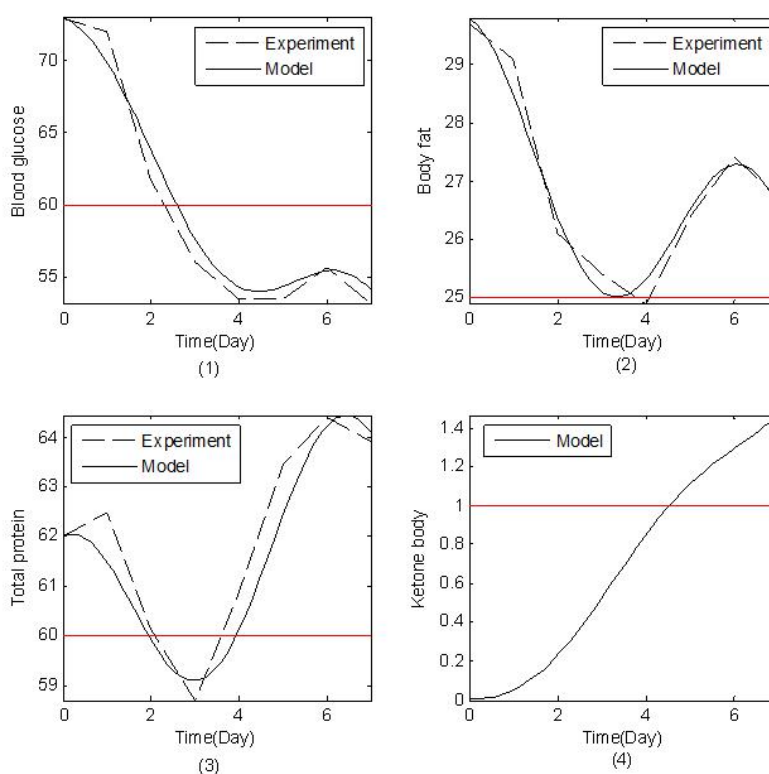 Experiment
Model
70
65
60
55
Blood glucose
0 2 4 6
Time(Day)
(1)
Experiment
Model
29
28
27
26
25
Body fat
0 2 4 6
Time(Day)
(2)
Experiment
Model
64
63
62
61
60
59
Total protein
0 2 4 6
Time(Day)
(3)
Model
1.4
1.2
1
0.8
0.6
0.4
0.2
0
Ketone body
0 2 4 6
Time(Day)
(4)